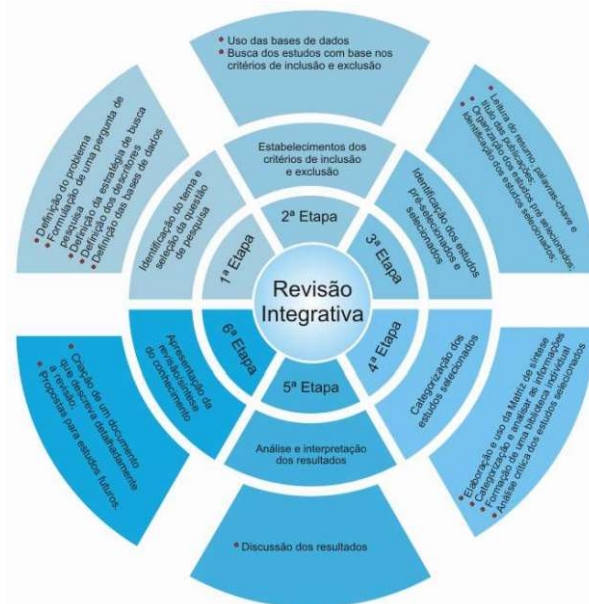 Revisão
Integrativa
1ª Etapa
Identificação do tema e
seleção da questão
de pesquisa
• Definição do problema
• Formulação de uma pergunta de
pesquisa
• Definição da estratégia de busca
• Definição dos descritores
• Definição das bases de dados
2ª Etapa
Estabelecimentos dos
critérios de inclusão
e exclusão
• Uso das bases de dados
• Busca dos estudos com base nos
critérios de inclusão e exclusão
3ª Etapa
Identificação dos estudos
pré-selecionados e
selecionados
• Leitura do resumo, palavras-chave e
título das publicações;
• Organização dos estudos pré selecionados;
• Identificação dos estudos selecionados;
4ª Etapa
Categorização dos
estudos selecionados
• Elaboração e uso da Matriz de síntese
• Categorização e analisar as informações
• Formação de uma biblioteca individual
• Análise crítica dos estudos selecionados
5ª Etapa
Análise e interpretação
dos resultados
• Discussão dos resultados
6ª Etapa
Apresentação da
revisão/síntese
do conhecimento
• Criação de um documento
que descreva detalhadamente
a revisão;
• Propostas para estudos futuros.